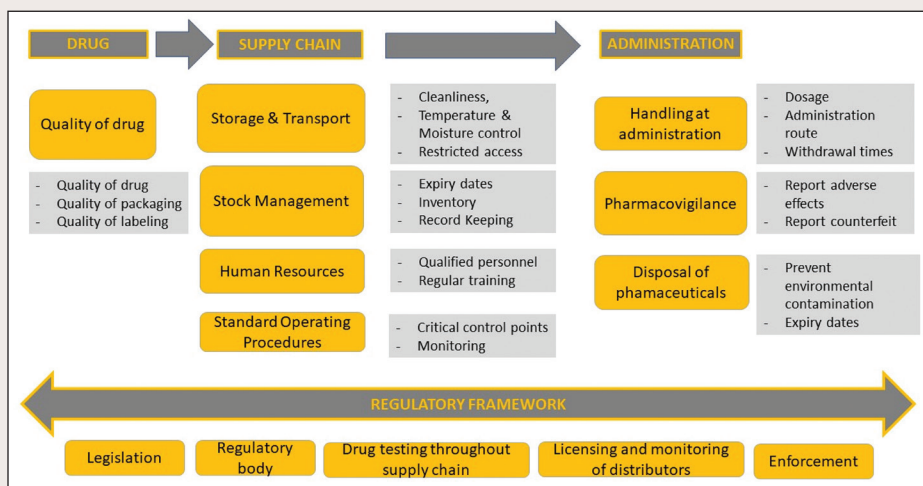 DRUG
SUPPLY CHAIN
ADMINISTRATION
Quality of drug
- Quality of drug
- Quality of packaging
- Quality of labeling
Storage & Transport
- Cleanliness,
- Temperature &
Moisture control
- Restricted access
Stock Management
- Expiry dates
- Inventory
- Record Keeping
Human Resources
- Qualified personnel
- Regular training
Standard Operating
Procedures
- Critical control points
- Monitoring
Handling at
administration
- Dosage
- Administration
route
- Withdrawal times
Pharmacovigilance
- Report adverse
effects
- Report counterfeit
Disposal of
phamaceuticals
- Prevent
environmental
contamination
- Expiry dates
REGULATORY FRAMEWORK
Legislation
Regulatory
body
Drug testing throughout
supply chain
Licensing and monitoring
of distributors
Enforcement